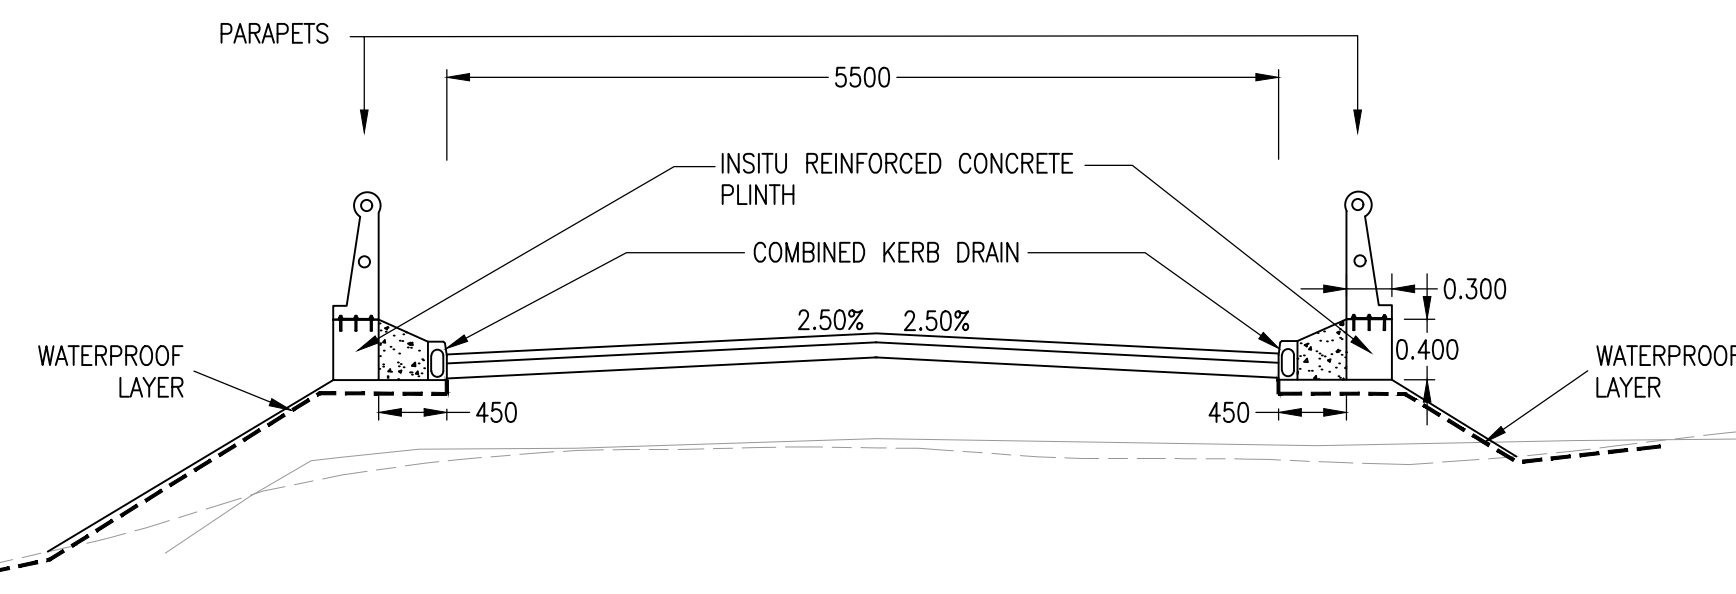 PARAPETS
5500
INSITU REINFORCED CONCRETE
PLINTH
COMBINED KERB DRAIN
0.300
2.50% 2.50%
WATERPROOF
LAYER
0.400
WATERPROOF
LAYER
450
450